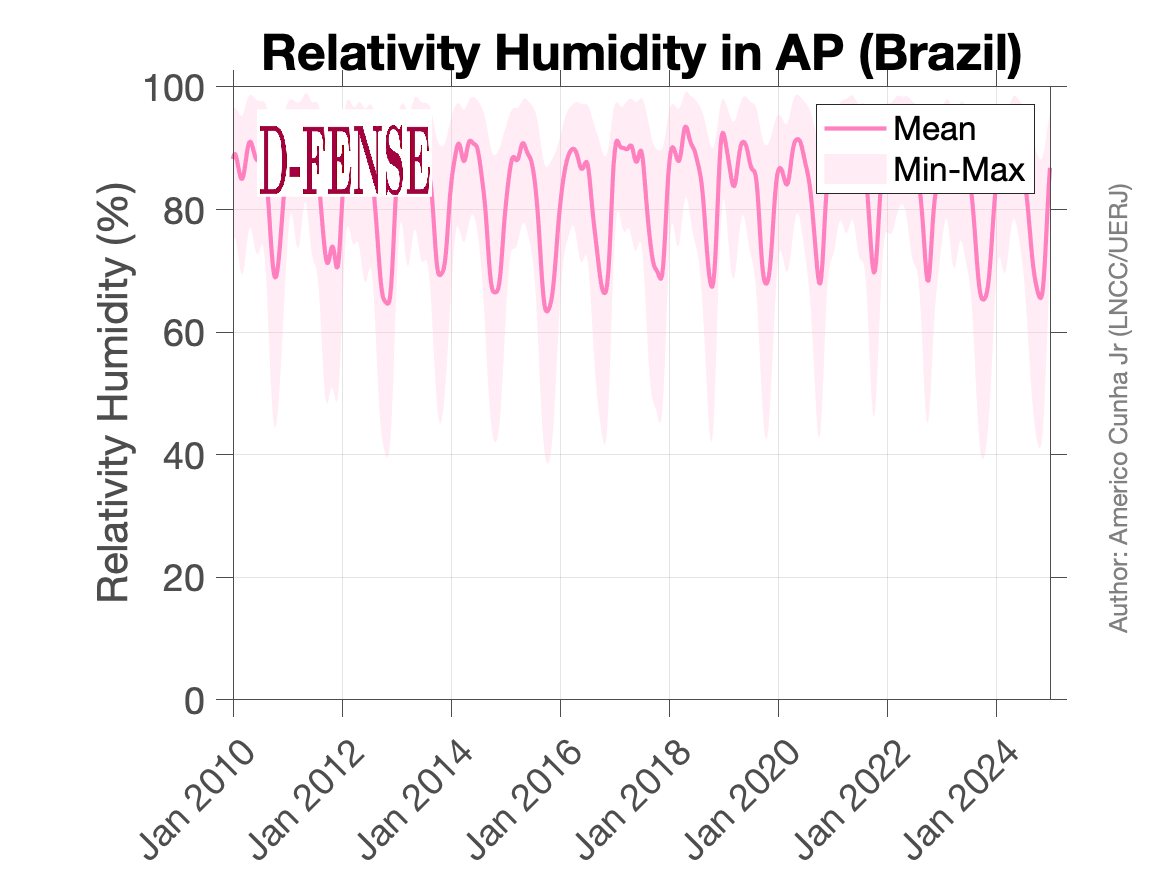 Relativity Humidity in AP (Brazil)
D-FENSE
Mean
Min-Max
Relativity Humidity (%)
100
80
60
40
20
0
Jan 2010
Jan 2012
Jan 2014
Jan 2016
Jan 2018
Jan 2020
Jan 2022
Jan 2024
Author: Americo Cunha Jr (LNCC/UERJ)